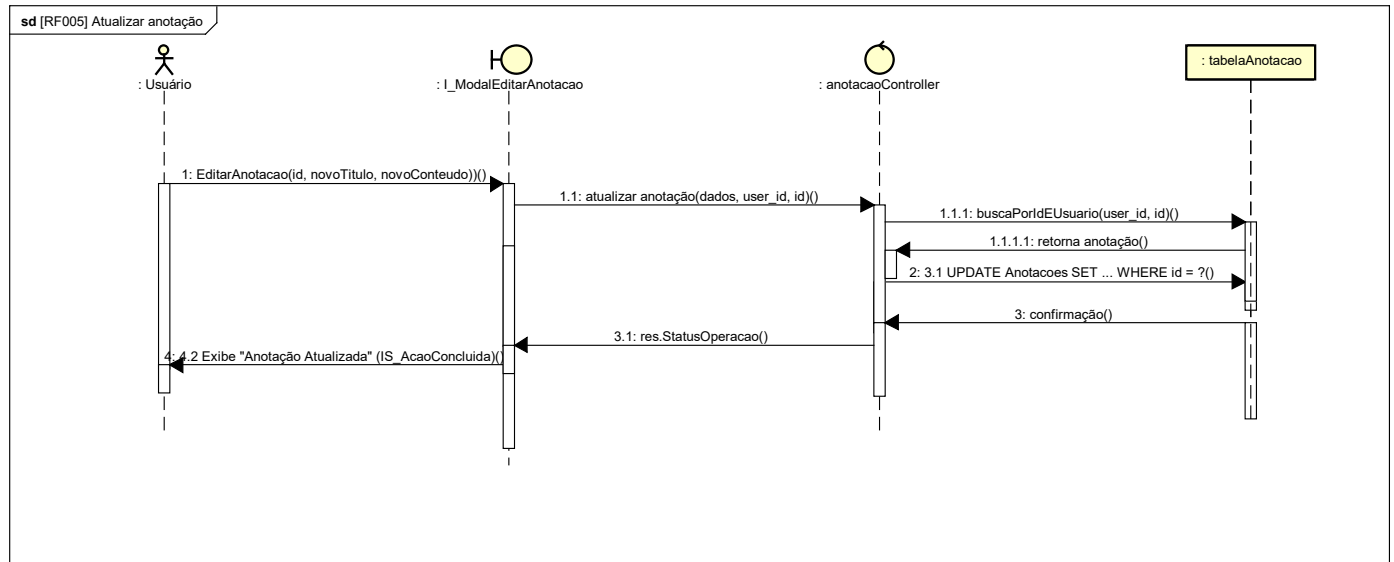 sd [RF005] Atualizar anotação
: Usuário
: I_ModalEditarAnotacao
: anotacaoController
: tabelaAnotacao
1: EditarAnotacao(id, novoTitulo, novoConteudo))()
1.1: atualizar anotação(dados, user_id, id)()
1.1.1: buscaPorIdEUsuario(user_id, id)()
1.1.1.1: retorna anotação()
2: 3.1 UPDATE Anotacoes SET ... WHERE id = ?()
3: confirmação()
3.1: res.StatusOperacao()
4: 4.2 Exibe "Anotação Atualizada" (IS_AcaoConcluida)()